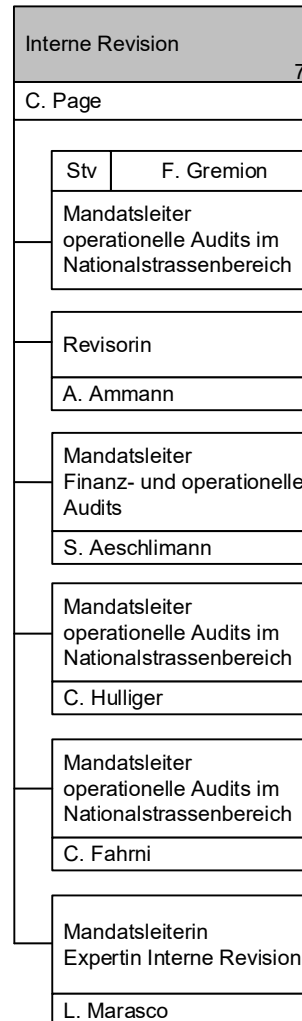 Interne Revision
7
C. Page
Stv F. Gremion
Mandatsleiter
operationelle Audits im
Nationalstrassenbereich
Revisorin
A. Ammann
Mandatsleiter
Finanz- und operationelle
Audits
S. Aeschlimann
Mandatsleiter
operationelle Audits im
Nationalstrassenbereich
C. Hulliger
Mandatsleiter
operationelle Audits im
Nationalstrassenbereich
C. Fahrni
Mandatsleiterin
Expertin Interne Revision
L. Marasco